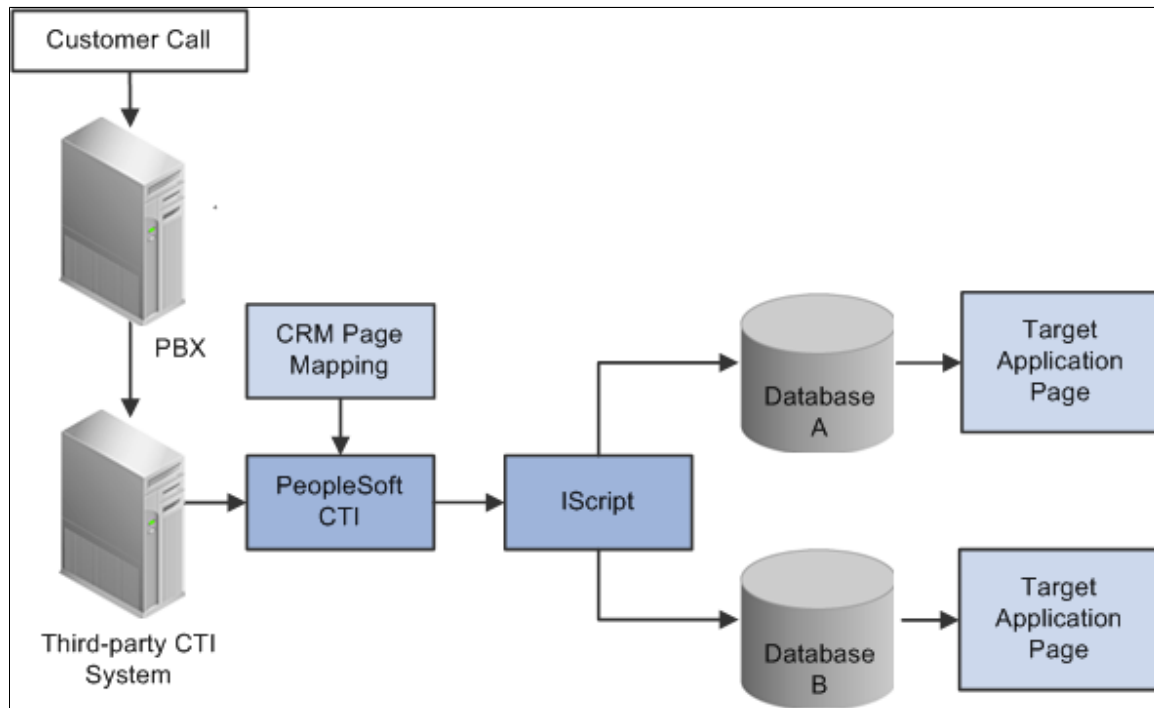 Customer Call
PBX
CRM Page
Mapping
Third-party CTI
System
PeopleSoft
CTI
IScript
Database
A
Target
Application
Page
Database
B
Target
Application
Page